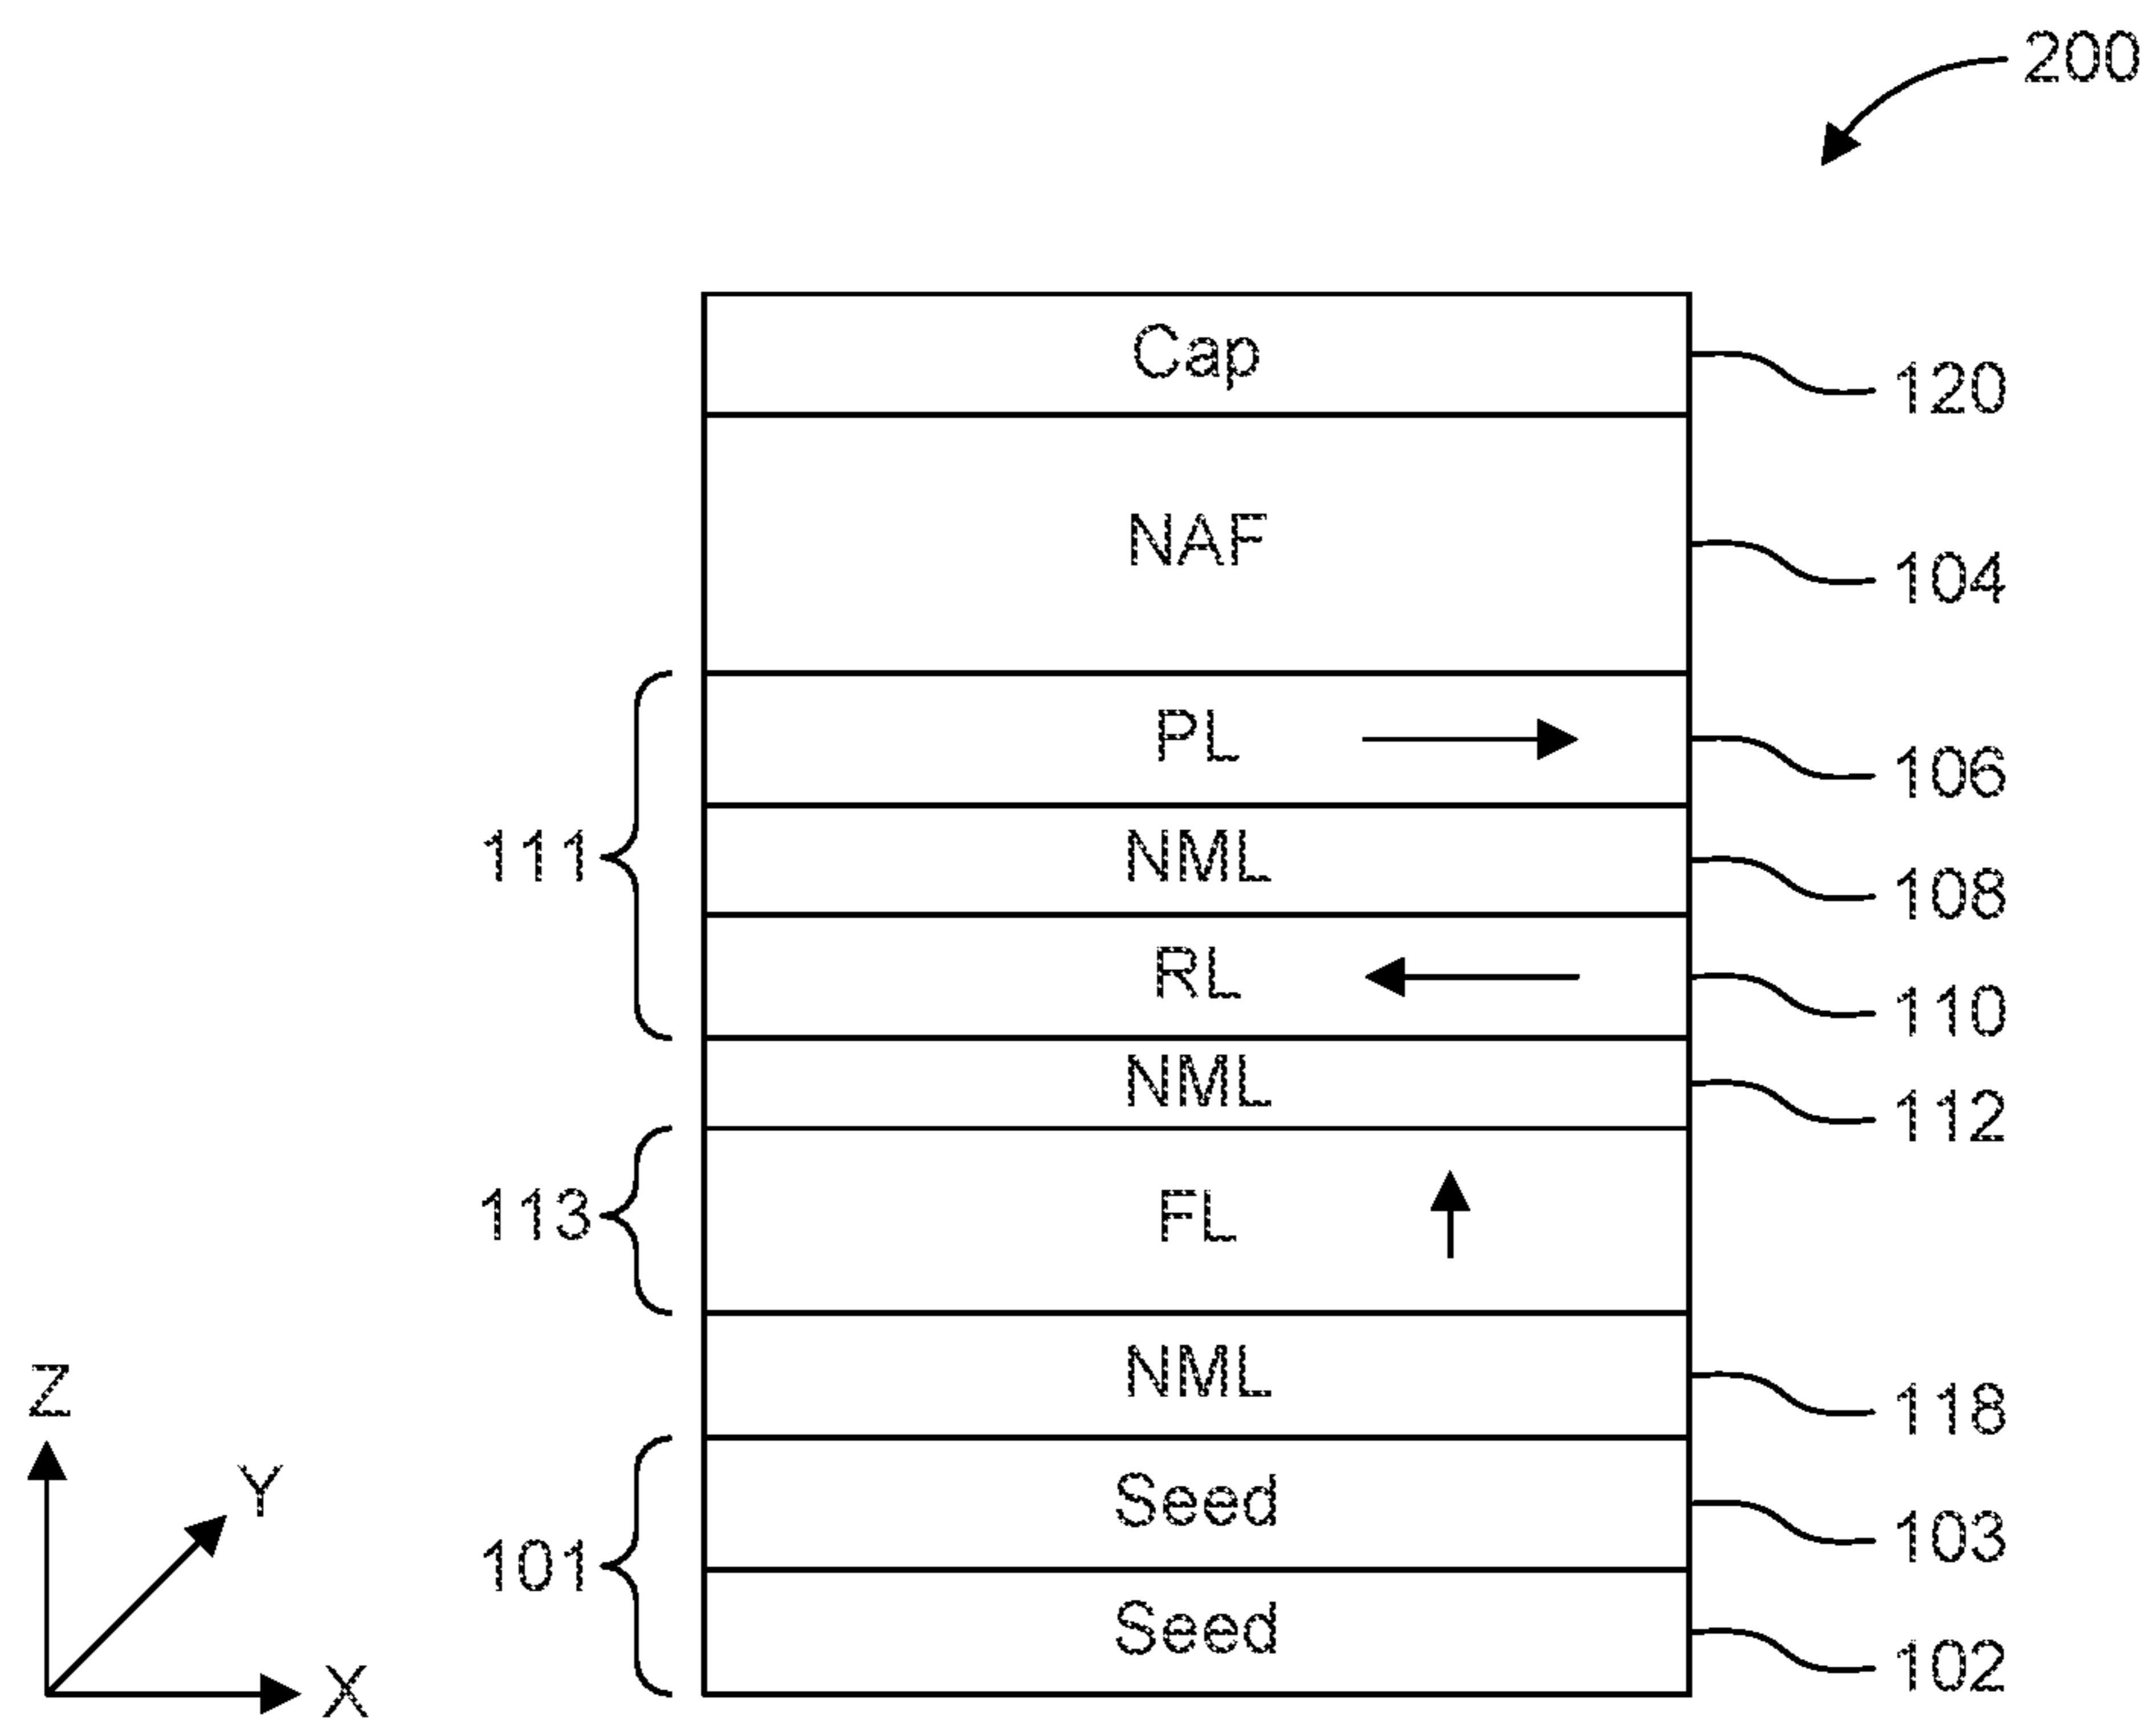 200
Cap
120
NAF
104
PL
106
111
NML
108
RL
110
NML
112
113
FL
NML
118
Z
Y
X
101
Seed
103
Seed
102